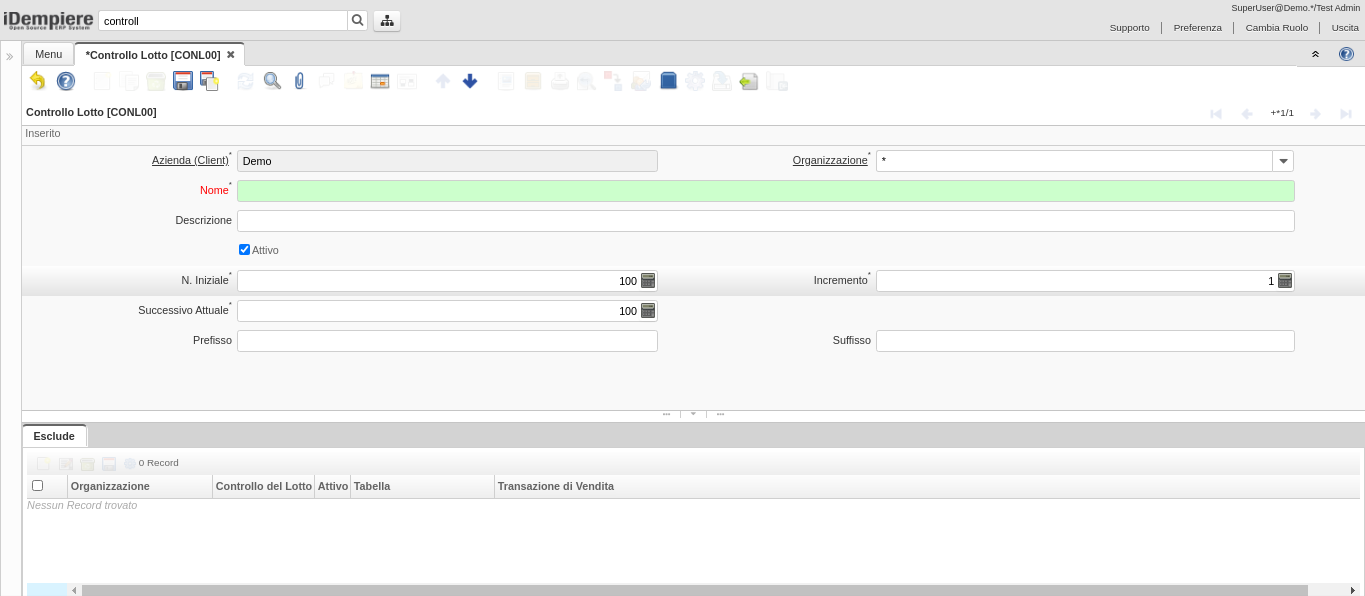 SuperUser@Demo.*/Test Admin
iDempiere
Open Source ERP System
controll
Supporto Preferenza Cambia Ruolo Uscita
Menu *Controllo Lotto [CONL00]
Controllo Lotto [CONL00]
+*1/1
Inserito
Azienda (Client)* Demo Organizzazione* *
Nome*
Descrizione
Attivo
N. Iniziale* 100 Incremento* 1
Successivo Attuale* 100
Prefisso Suffisso
Esclude
0 Record
Organizzazione Controllo del Lotto Attivo Tabella Transazione di Vendita
Nessun Record trovato